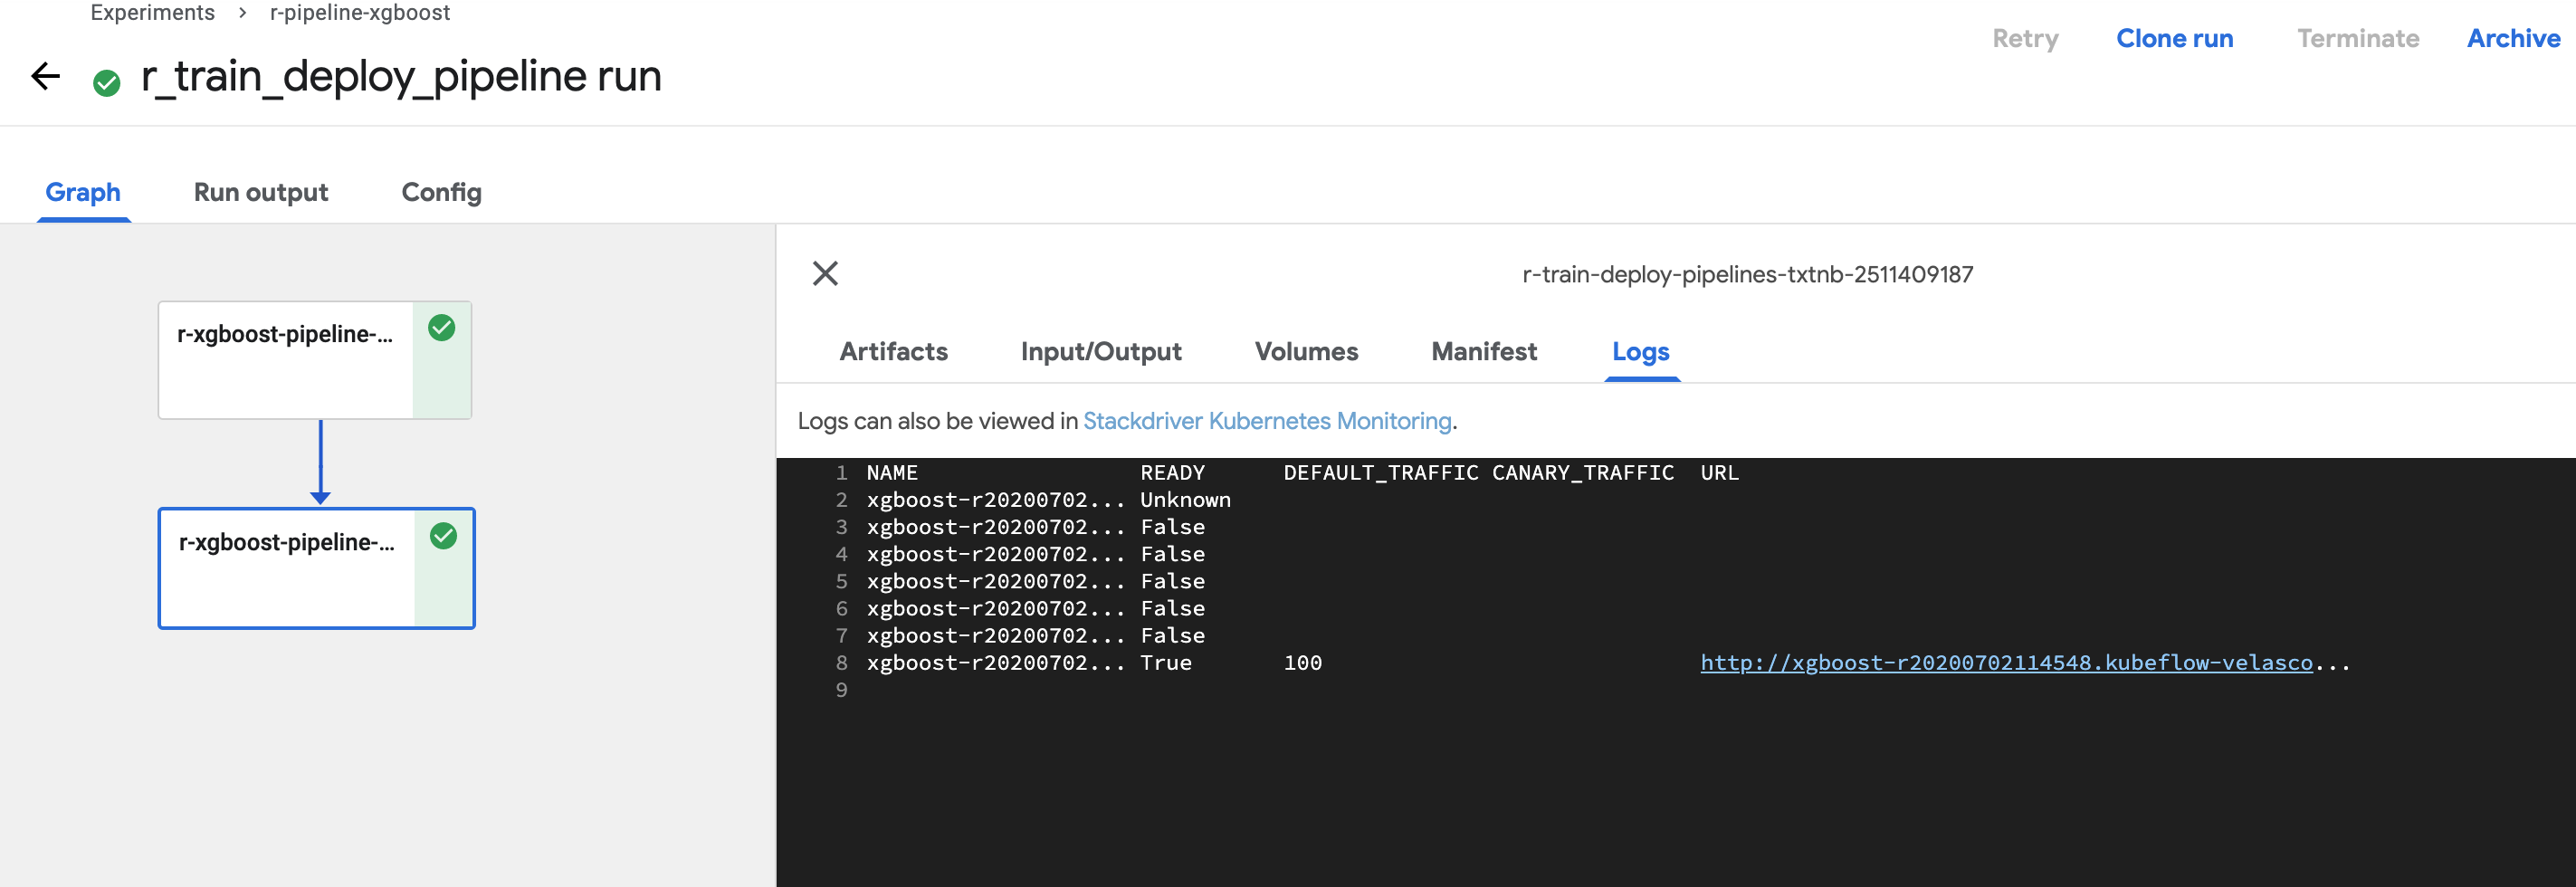 Experiments > r-pipeline-xgboost
Retry Clone run Terminate Archive
r_train_deploy_pipeline run
Graph Run output Config
r-xgboost-pipeline-...
r-xgboost-pipeline-...
r-train-deploy-pipelines-txtnb-2511409187
Artifacts Input/Output Volumes Manifest Logs
Logs can also be viewed in Stackdriver Kubernetes Monitoring.
1 NAME READY DEFAULT_TRAFFIC CANARY_TRAFFIC URL
2 xgboost-r20200702... Unknown
3 xgboost-r20200702... False
4 xgboost-r20200702... False
5 xgboost-r20200702... False
6 xgboost-r20200702... False
7 xgboost-r20200702... False
8 xgboost-r20200702... True 100 http://xgboost-r20200702114548.kubeflow-velasco...
9